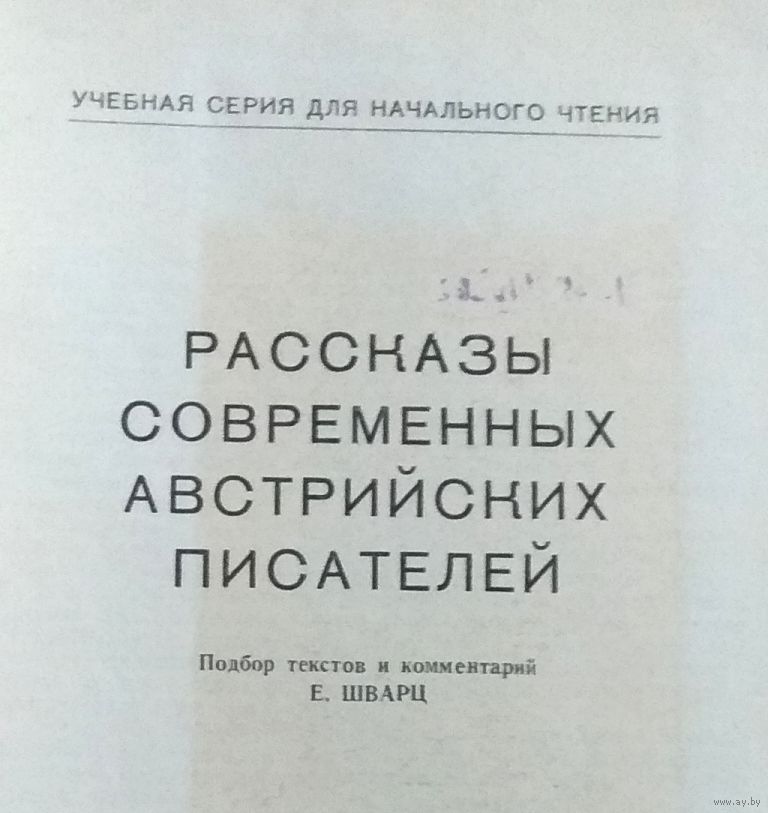 УЧЕБНАЯ СЕРИЯ ДЛЯ НАЧАЛЬНОГО ЧТЕНИЯ
РАССКАЗЫ
СОВРЕМЕННЫХ
АВСТРИЙСКИХ
ПИСАТЕЛЕЙ
Подбор текстов и комментарий
Е. ШВАРЦ
www.ay.by